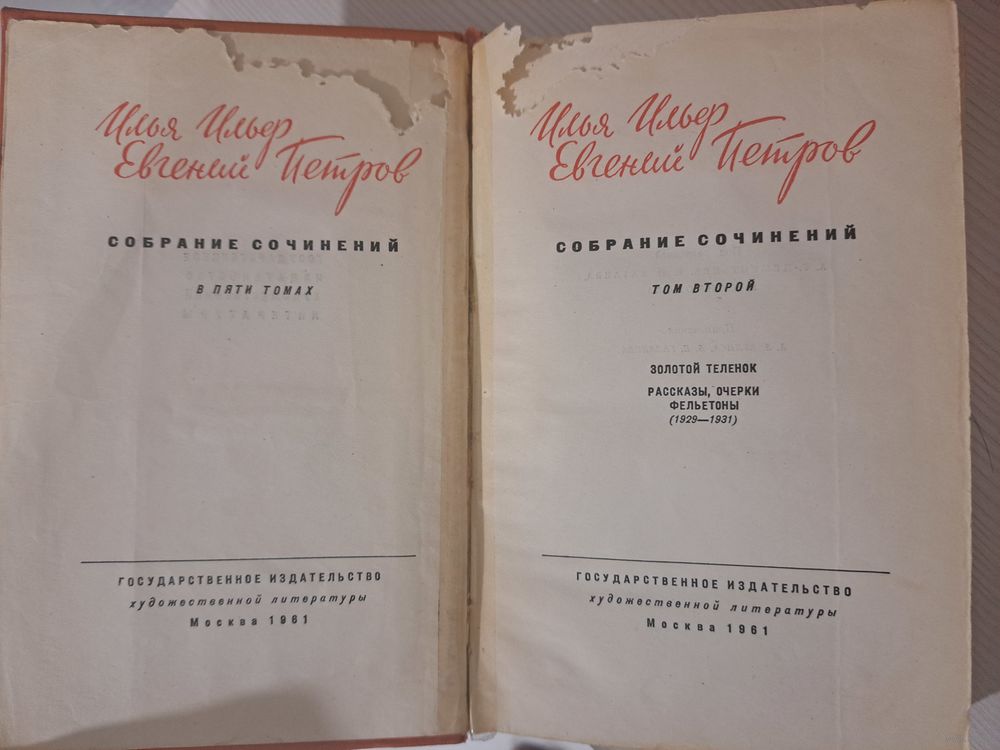 Илья Ильф
Евгений Петров
СОБРАНИЕ СОЧИНЕНИЙ
В ПЯТИ ТОМАХ
ГОСУДАРСТВЕННОЕ ИЗДАТЕЛЬСТВО
художественной литературы
Москва 1961
Илья Ильф
Евгений Петров
СОБРАНИЕ СОЧИНЕНИЙ
ТОМ ВТОРОЙ
ЗОЛОТОЙ ТЕЛЕНОК
РАССКАЗЫ, ОЧЕРКИ
ФЕЛЬЕТОНЫ
(1929—1931)
ГОСУДАРСТВЕННОЕ ИЗДАТЕЛЬСТВО
художественной литературы
Москва 1961